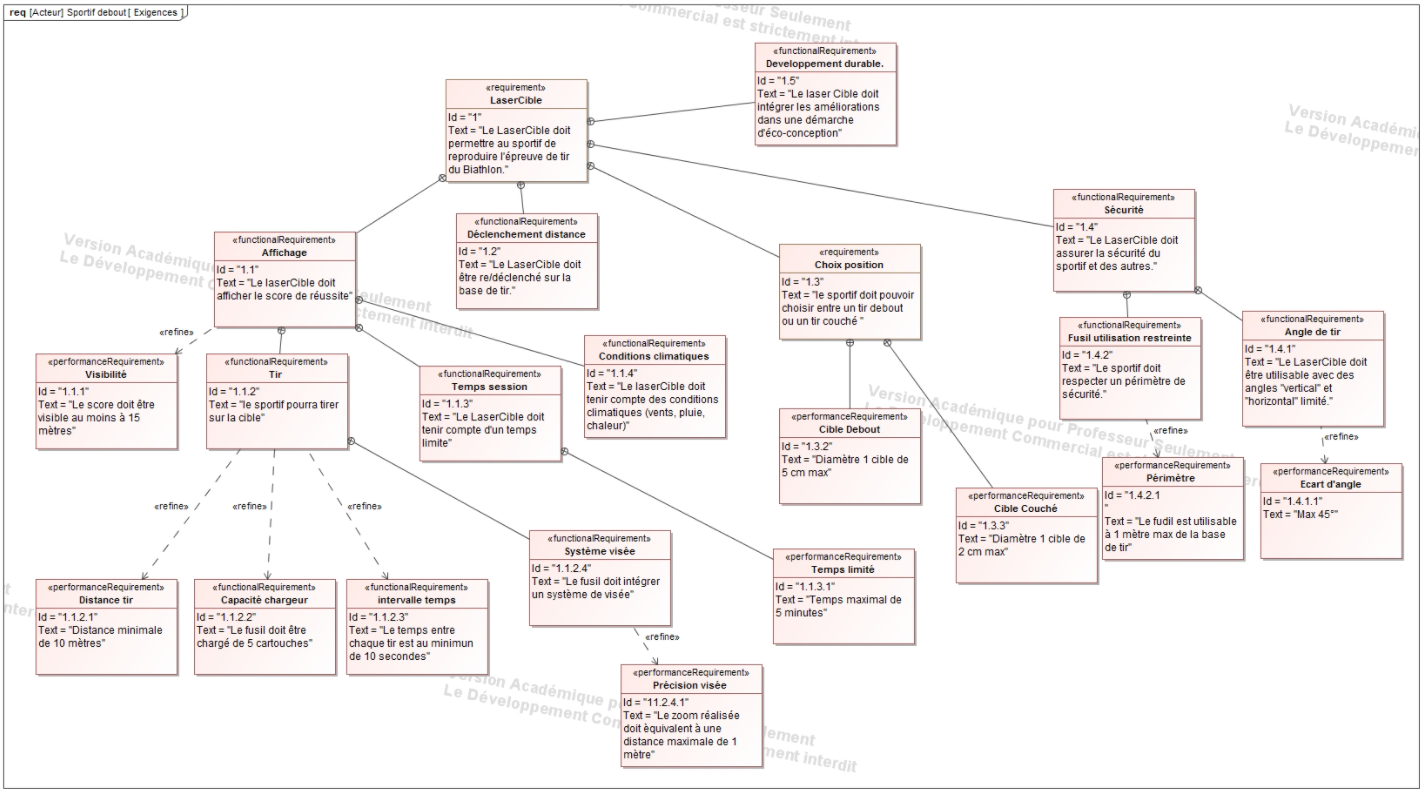 req [Acteur] Sportif debout [ Exigences ]
«functionalRequirement»
Developpement durable.
Id = "1.5"
Text = "Le laser Cible doit
intégrer les améliorations
dans une démarche
d'éco-conception"
«requirement»
LaserCible
Id = "1"
Text = "Le LaserCible doit
permettre au sportif de
reproduire l'épreuve de tir
du Biathlon."
«functionalRequirement»
Affichage
Id = "1.1"
Text = "Le laserCible doit
afficher le score de réussite"
«functionalRequirement»
Déclenchement distance
Id = "1.2"
Text = "Le LaserCible doit
être re/déclenché sur la
base de tir."
«requirement»
Choix position
Id = "1.3"
Text = "le sportif doit pouvoir
choisir entre un tir debout
ou un tir couché"
«functionalRequirement»
Sécurité
Id = "1.4"
Text = "Le LaserCible doit
assurer la sécurité du
sportif et des autres."
«refine»
«performanceRequirement»
Visibilité
Id = "1.1.1"
Text = "Le score doit être
visible au moins à 15
mètres"
«functionalRequirement»
Tir
Id = "1.1.2"
Text = "le sportif pourra tirer
sur la cible"
«functionalRequirement»
Temps session
Id = "1.1.3"
Text = "Le LaserCible doit
tenir compte d'un temps
limite"
«functionalRequirement»
Conditions climatiques
Id = "1.1.4"
Text = "Le laserCible doit
tenir compte des conditions
climatiques (vents, pluie,
chaleur)"
«functionalRequirement»
Fusil utilisation restreinte
Id = "1.4.2"
Text = "Le sportif doit
respecter un périmètre de
sécurité."
«functionalRequirement»
Angle de tir
Id = "1.4.1"
Text = "Le LaserCible doit
être utilisable avec des
angles "vertical" et
"horizontal" limité."
«performanceRequirement»
Cible Debout
Id = "1.3.2"
Text = "Diamètre 1 cible de
5 cm max"
«performanceRequirement»
Cible Couché
Id = "1.3.3"
Text = "Diamètre 1 cible de
2 cm max"
«refine»
«performanceRequirement»
Périmètre
Id = "1.4.2.1
"
Text = "Le fudil est utilisable
à 1 mètre max de la base
de tir"
«refine»
«performanceRequirement»
Ecart d'angle
Id = "1.4.1.1"
Text = "Max 45°"
«refine»
«refine»
«refine»
«performanceRequirement»
Distance tir
Id = "1.1.2.1"
Text = "Distance minimale
de 10 mètres"
«functionalRequirement»
Capacité chargeur
Id = "1.1.2.2"
Text = "Le fusil doit être
chargé de 5 cartouches"
«functionalRequirement»
intervalle temps
Id = "1.1.2.3"
Text = "Le temps entre
chaque tir est au minimun
de 10 secondes"
«functionalRequirement»
Système visée
Id = "1.1.2.4"
Text = "Le fusil doit intégrer
un système de visée"
«performanceRequirement»
Temps limité
Id = "1.1.3.1"
Text = "Temps maximal de
5 minutes"
«refine»
«performanceRequirement»
Précision visée
Id = "11.2.4.1"
Text = "Le zoom réalisée
doit èquivalent à une
distance maximale de 1
mètre"